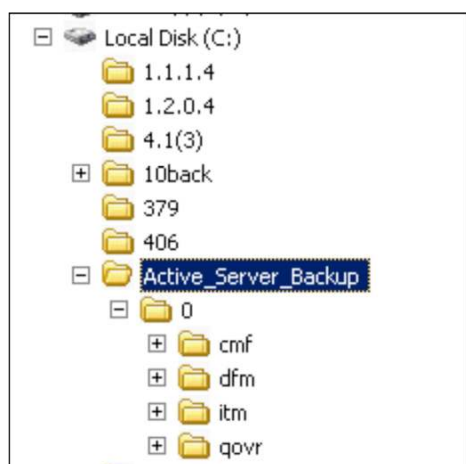 Local Disk (C:)
1.1.1.4
1.2.0.4
4.1(3)
10back
379
406
Active_Server_Backup
0
cmf
dfm
itm
qovr